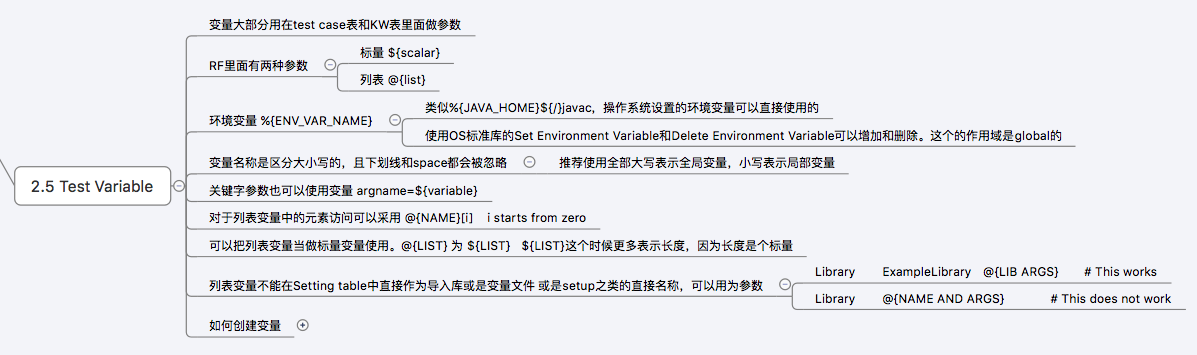 变量大部分用在test case表和KW表里面做参数
RF里面有两种参数
标量 ${scalar}
列表 @{list}
环境变量 %{ENV_VAR_NAME}
类似%{JAVA_HOME}${/}javac，操作系统设置的环境变量可以直接使用的
使用OS标准库的Set Environment Variable和Delete Environment Variable可以增加和删除。这个的作用域是global的
2.5 Test Variable
变量名称是区分大小写的，且下划线和space都会被忽略
推荐使用全部大写表示全局变量，小写表示局部变量
关键字参数也可以使用变量 argname=${variable}
对于列表变量中的元素访问可以采用 @{NAME}[i] i starts from zero
可以把列表变量当做标量变量使用。@{LIST} 为 ${LIST} ${LIST}这个时候更多表示长度，因为长度是个标量
列表变量不能在Setting table中直接作为导入库或是变量文件 或是setup之类的直接名称，可以用为参数
Library ExampleLibrary @{LIB ARGS} # This works
Library @{NAME AND ARGS} # This does not work
如何创建变量